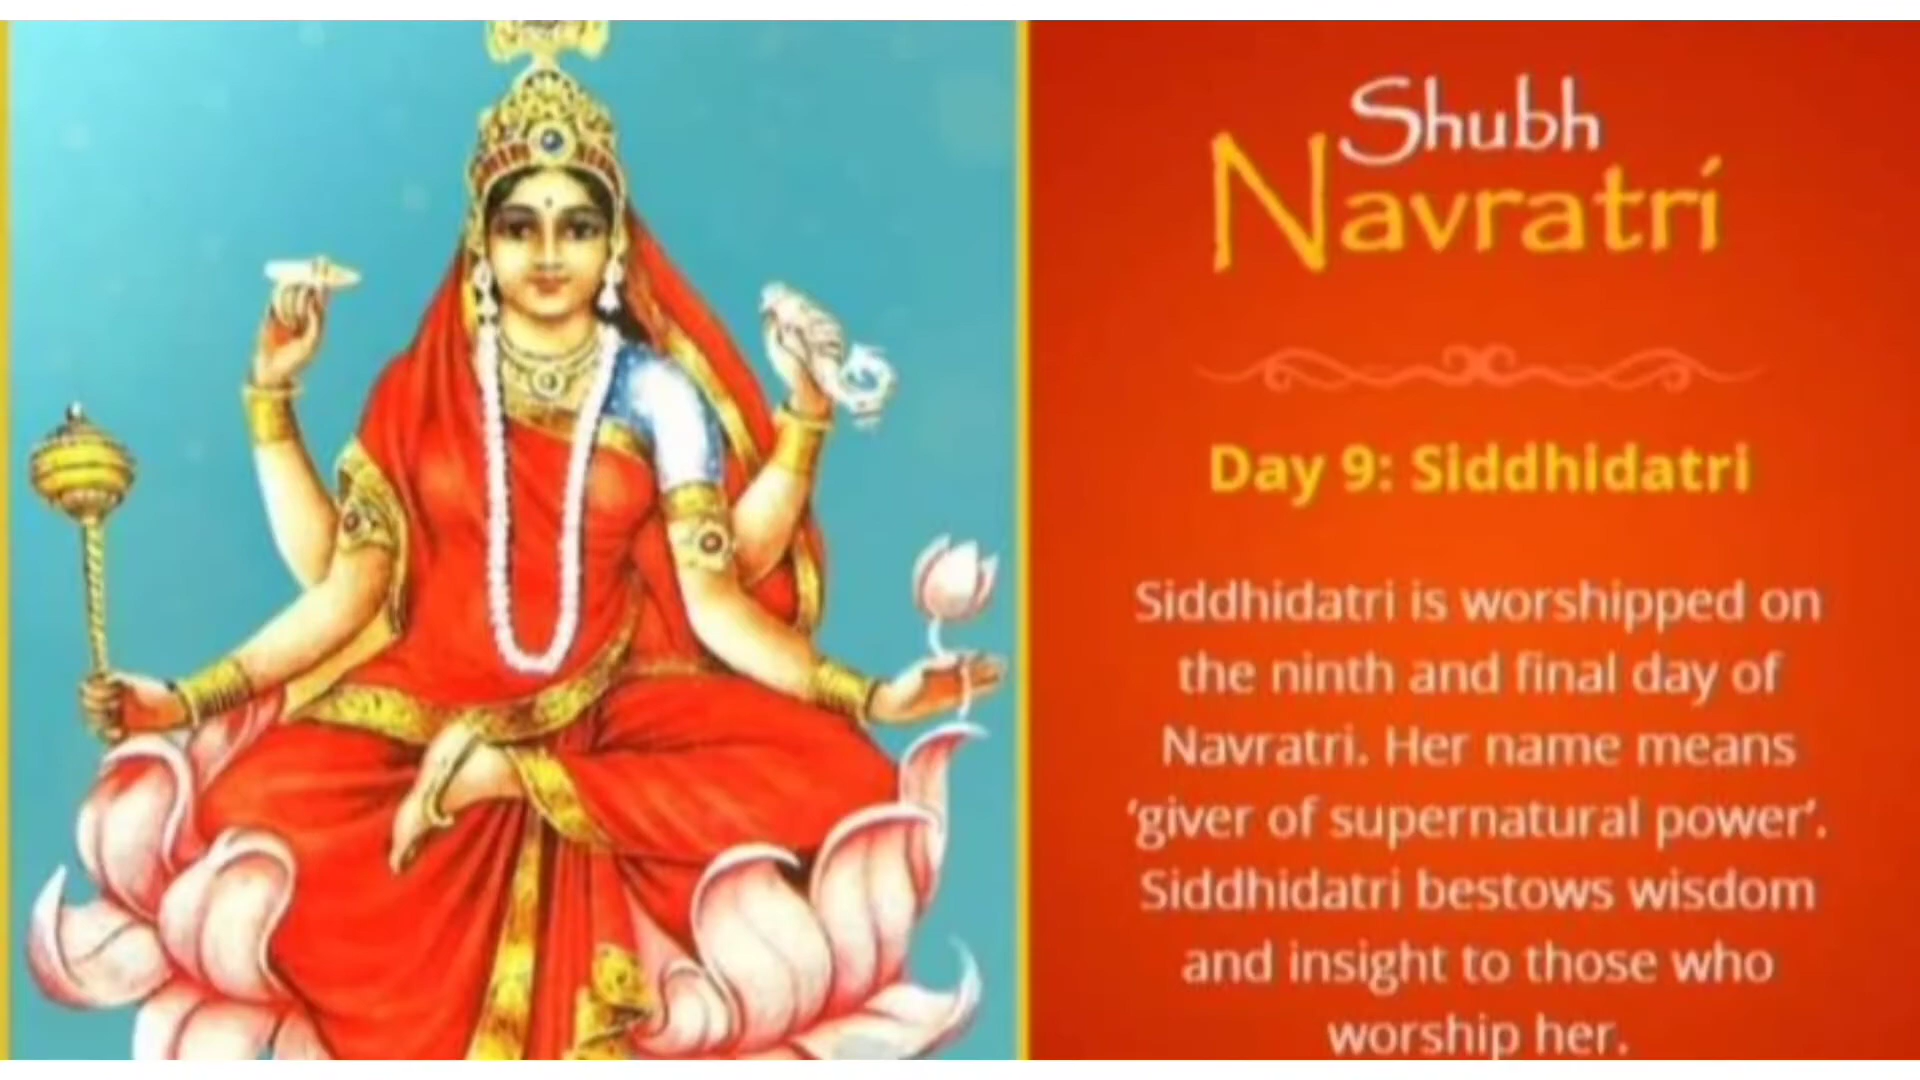 Shubh
Navratri
Day 9: Siddhidatri
Siddhidatri is worshipped on
the ninth and final day of
Navratri. Her name means
‘giver of supernatural power’.
Siddhidatri bestows wisdom
and insight to those who
worship her.